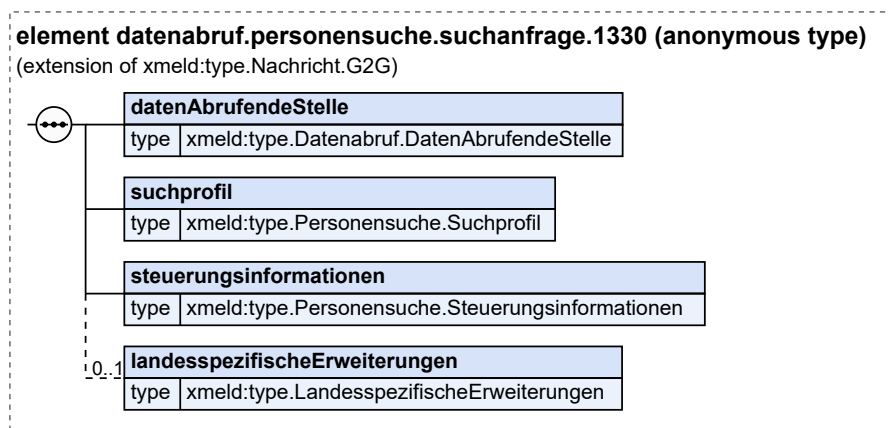 element datenabruf.personensuche.suchanfrage.1330 (anonymous type)
(extension of xmeld:type.Nachricht.G2G)
datenAbrufendeStelle
type xmeld:type.Datenabruf.DatenAbrufendeStelle
suchprofil
type xmeld:type.Personensuche.Suchprofil
steuerungsinformationen
type xmeld:type.Personensuche.Steuerungsinformationen
0..1 landesspezifischeErweiterungen
type xmeld:type.LandesspezifischeErweiterungen